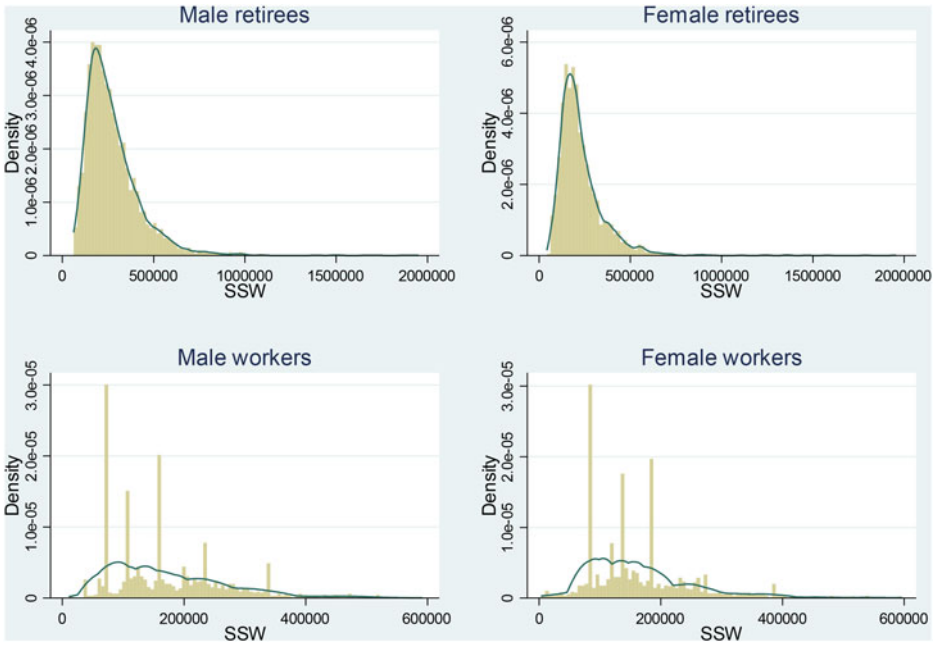 Male retirees
Density
0
1.0e-06
2.0e-06
3.0e-06
4.0e-06
0 500000 1000000 1500000 2000000
SSW
Female retirees
Density
0
2.0e-06
4.0e-06
6.0e-06
0 500000 1000000 1500000 2000000
SSW
Male workers
Density
0
1.0e-05
2.0e-05
3.0e-05
0 200000 400000 600000
SSW
Female workers
Density
0
1.0e-05
2.0e-05
3.0e-05
0 200000 400000 600000
SSW